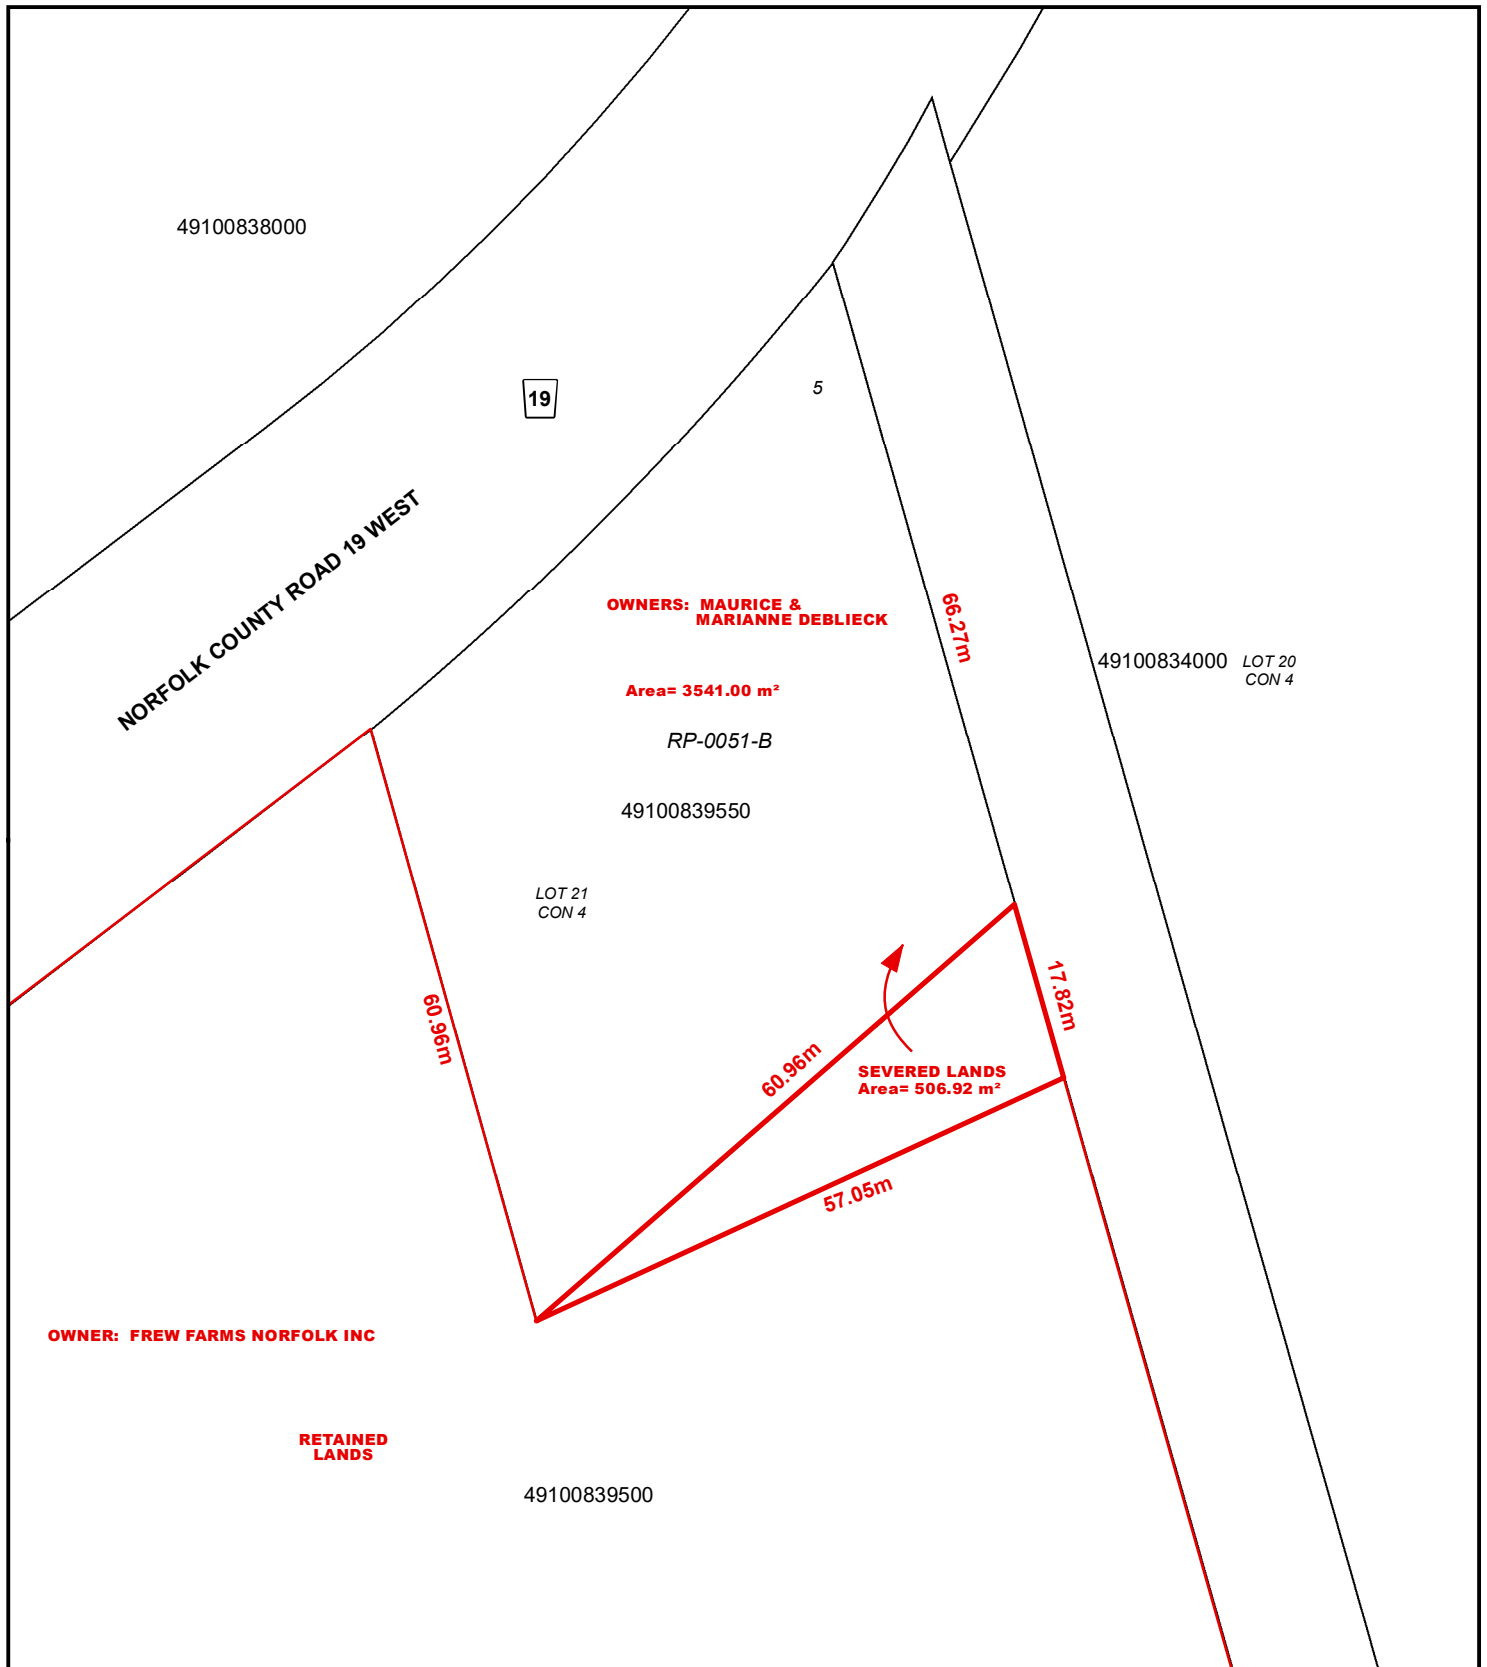 49100838000
19
5
NORFOLK COUNTY ROAD 19 WEST
OWNERS: MAURICE &
MARIANNE DEBLIECK
66.27m
49100834000
LOT 20
CON 4
Area= 3541.00 m²
RP-0051-B
49100839550
LOT 21
CON 4
60.96m
17.82m
60.96m
SEVERED LANDS
Area= 506.92 m²
57.05m
OWNER: FREW FARMS NORFOLK INC
RETAINED
LANDS
49100839500